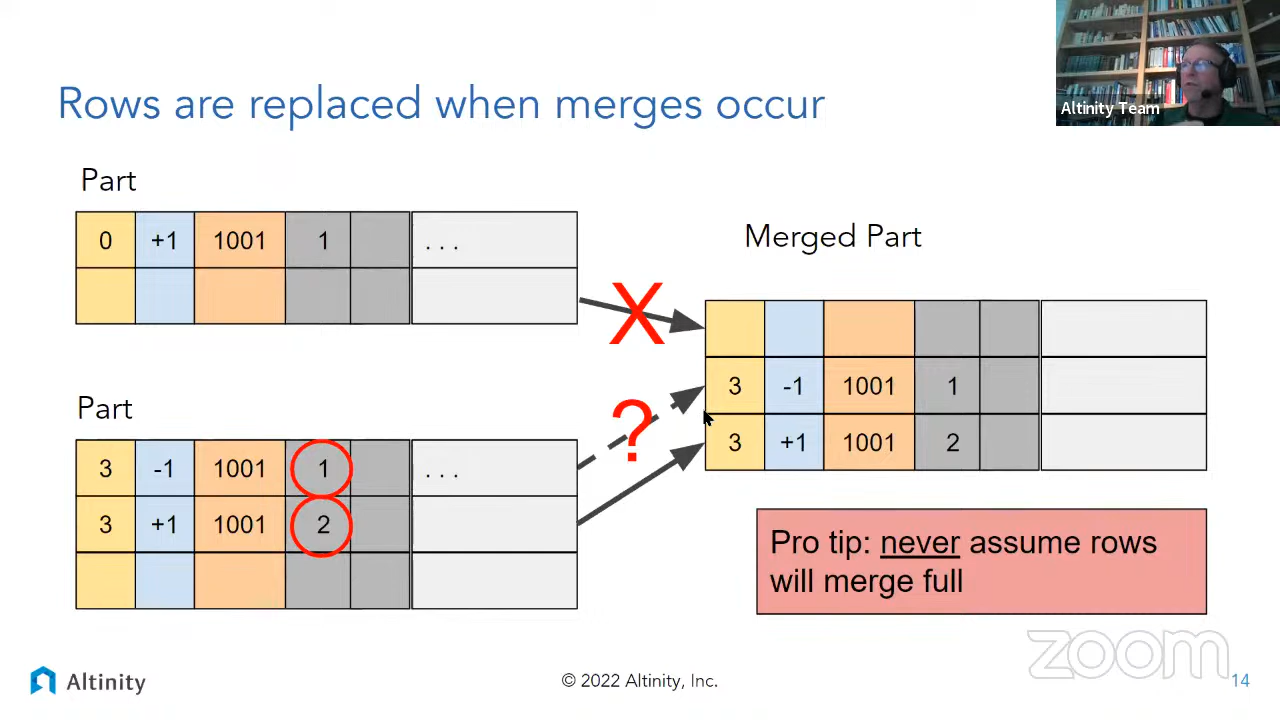 Rows are replaced when merges occur
Altinity Team
Part
0 +1 1001 1 . . .
Merged Part
X
Part
3 -1 1001 1 . . .
3 +1 1001 2
?
3 -1 1001 1
3 +1 1001 2
Pro tip: never assume rows
will merge full
zoom
Altinity
© 2022 Altinity, Inc.
14